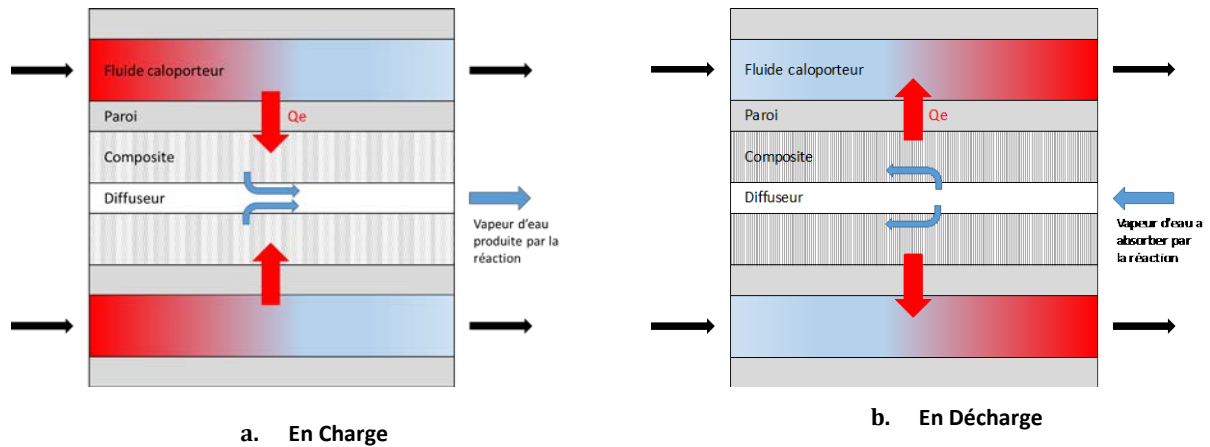 Fluide caloporteur
Paroi
Qe
Composite
Diffuseur
Vapeur d'eau
produite par la
réaction
a. En Charge
Fluide caloporteur
Paroi
Qe
Composite
Diffuseur
Vapeur d'eau a
absorber par
la réaction
b. En Décharge